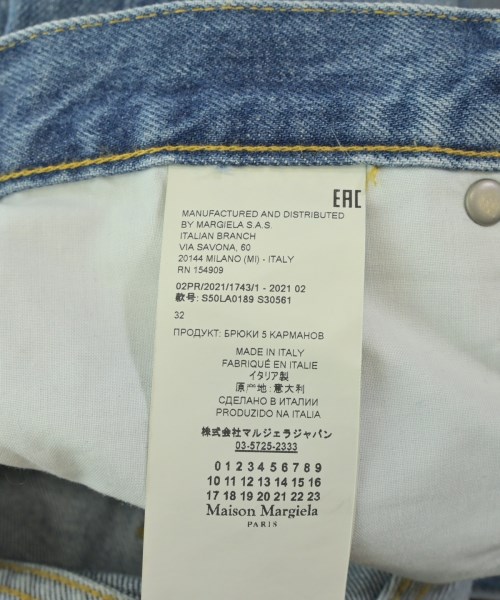 EAC
MANUFACTURED AND DISTRIBUTED
BY MARGIELA S.A.S.
ITALIAN BRANCH
VIA SAVONA, 60
20144 MILANO (MI) - ITALY
RN 154909
02PR/2021/1743/1 - 2021 02
款号: S50LA0189 S30561
32
ПРОДУКТ: БРЮКИ 5 КАРМАНОВ
MADE IN ITALY
FABRIQUÉ EN ITALIE
イタリア製
原产地: 意大利
СДЕЛАНО В ИТАЛИИ
PRODUZIDO NA ITALIA
株式会社マルジェラジャパン
03-5725-2333
0 1 2 3 4 5 6 7 8 9
10 11 12 13 14 15 16
17 18 19 20 21 22 23
Maison Margiela
PARIS